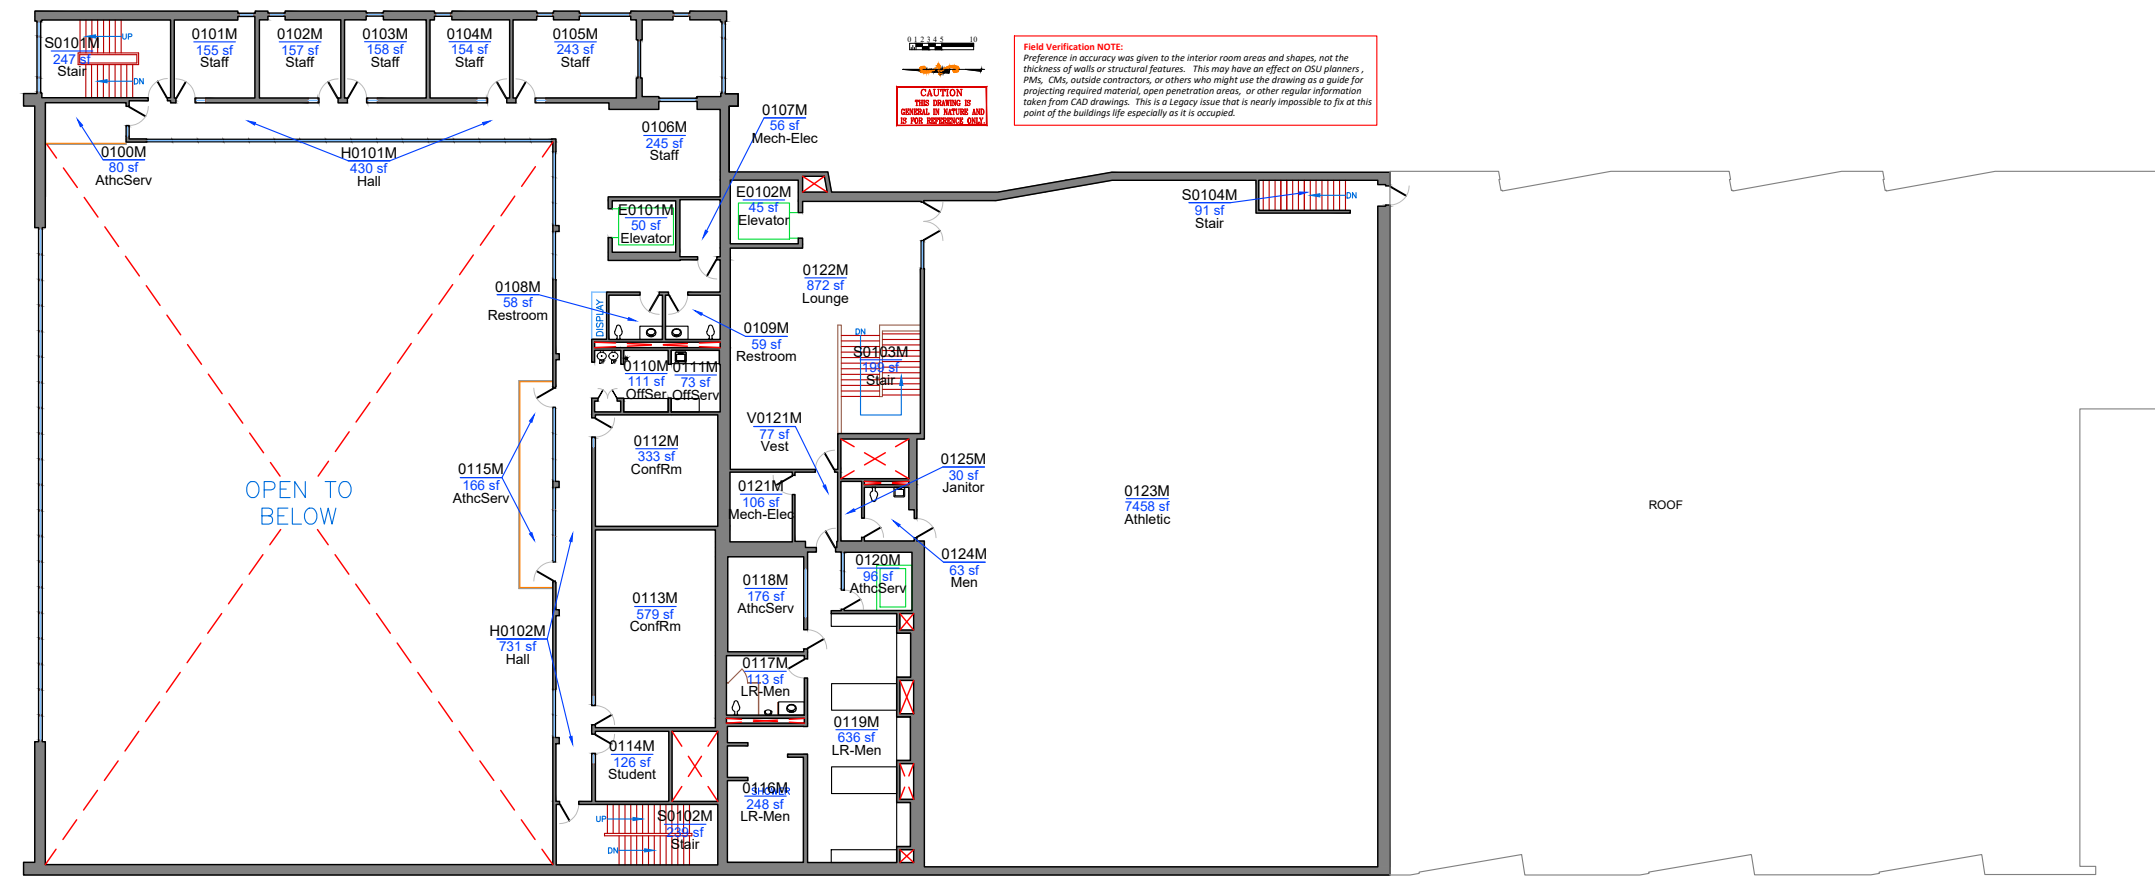 S0101M
247 sf
Stair
UP
DN
0101M
155 sf
Staff
0102M
157 sf
Staff
0103M
158 sf
Staff
0104M
154 sf
Staff
0105M
243 sf
Staff
0 1 2 3 4 5 10
CAUTION
THIS DRAWING IS
GENERAL IN NATURE AND
IS FOR REFERENCE ONLY.
Field Verification NOTE:
Preference in accuracy was given to the interior room areas and shapes, not the
thickness of walls or structural features. This may have an effect on OSU planners ,
PMs, CMs, outside contractors, or others who might use the drawing as a guide for
projecting required material, open penetration areas, or other regular information
taken from CAD drawings. This is a Legacy issue that is nearly impossible to fix at this
point of the buildings life especially as it is occupied.
0100M
80 sf
AthcServ
H0101M
430 sf
Hall
0106M
245 sf
Staff
0107M
56 sf
Mech-Elec
E0101M
50 sf
Elevator
E0102M
45 sf
Elevator
S0104M
91 sf
Stair
DN
0108M
58 sf
Restroom
DISPLAY
0109M
59 sf
Restroom
0122M
872 sf
Lounge
DN
S0103M
199 sf
Stair
0110M
111 sf
OffSer
0111M
73 sf
OffServ
0112M
333 sf
ConfRm
V0121M
77 sf
Vest
0115M
166 sf
AthcServ
OPEN TO
BELOW
0121M
106 sf
Mech-Elec
0125M
30 sf
Janitor
0123M
7458 sf
Athletic
ROOF
0124M
63 sf
Men
0120M
96 sf
AthcServ
0118M
176 sf
AthcServ
0113M
579 sf
ConfRm
H0102M
731 sf
Hall
0117M
113 sf
LR-Men
0119M
636 sf
LR-Men
0114M
126 sf
Student
0116M
SHOWER
248 sf
LR-Men
UP
DN
S0102M
239 sf
Stair